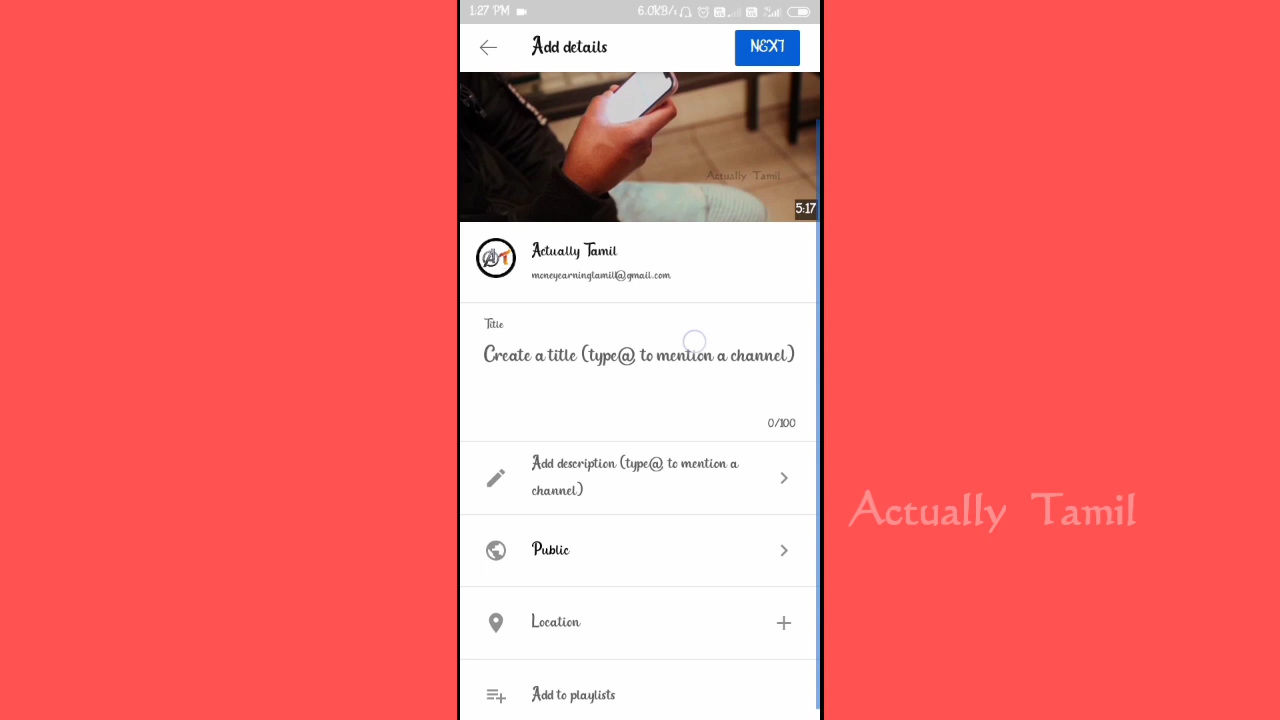 1:27 PM
6.0KB/s
Add details
NEXT
Actually Tamil
5:17
Actually Tamil
moneyearningtamil1@gmail.com
Title
Create a title (type@ to mention a channel)
0/100
Add description (type@ to mention a
channel)
Public
Actually Tamil
Location
Add to playlists